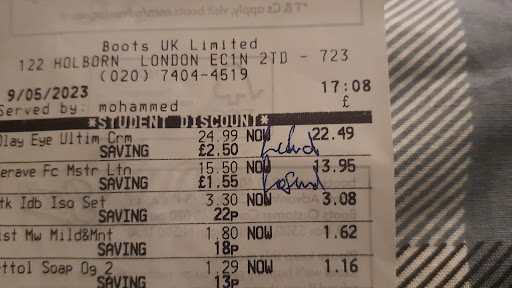 Boots UK Limited
122 HOLBORN LONDON EC1N 2TD - 723
(020) 7404-4519
9/05/2023 17:08
Served by: mohammed £
*STUDENT DISCOUNT*
Olay Eye Ultim Crm 24.99 NOW 22.49
SAVING £2.50
erave Fc Mstr Ltn 15.50 NOW 13.95
SAVING £1.55
tk Idb Iso Set 3.30 NOW 3.08
SAVING 22p
ist Mw Mild&Mnt 1.80 NOW 1.62
SAVING 18p
ettol Soap Og 2 1.29 NOW 1.16
SAVING 13p